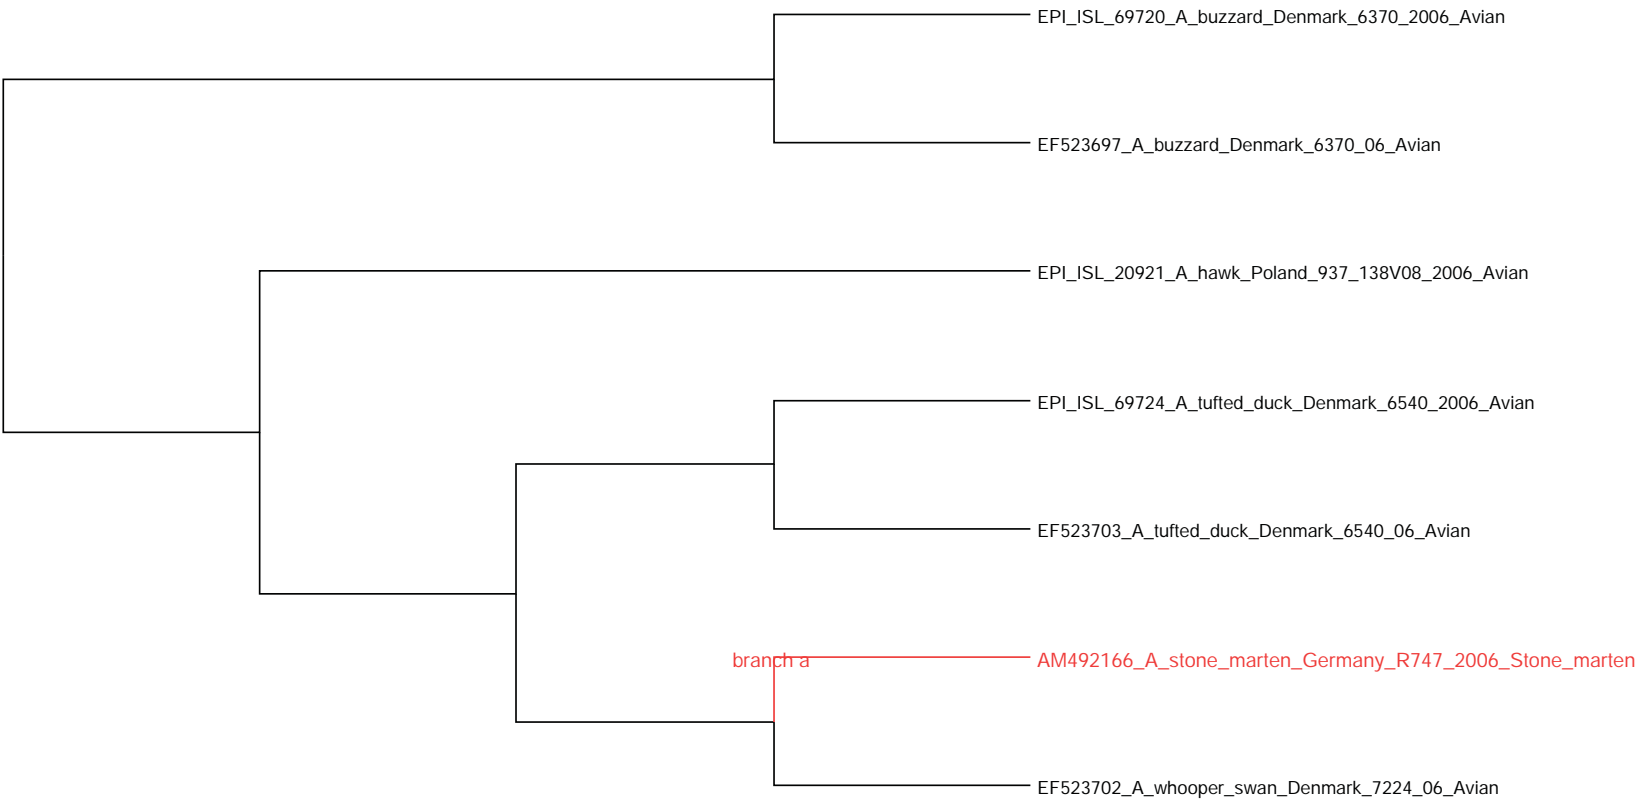 EPI_ISL_69720_A_buzzard_Denmark_6370_2006_Avian
EF523697_A_buzzard_Denmark_6370_06_Avian
EPI_ISL_20921_A_hawk_Poland_937_138V08_2006_Avian
EPI_ISL_69724_A_tufted_duck_Denmark_6540_2006_Avian
EF523703_A_tufted_duck_Denmark_6540_06_Avian
branch a
AM492166_A_stone_marten_Germany_R747_2006_Stone_marten
EF523702_A_whooper_swan_Denmark_7224_06_Avian